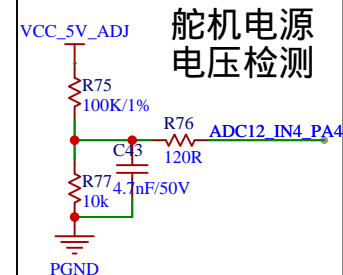 舵机电源
电压检测
VCC_5V_ADJ
R75
100K/1%
R76
ADC12_IN4_PA4
120R
C43
4.7nF/50V
R77
10k
PGND